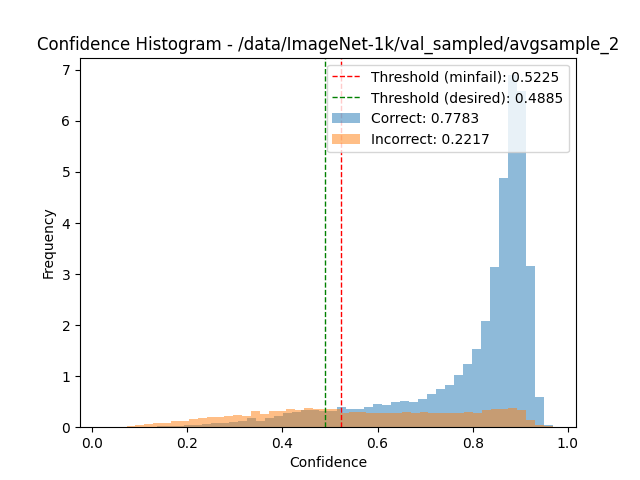 Confidence Histogram - /data/ImageNet-1k/val_sampled/avgsample_2
Threshold (minfail): 0.5225
Threshold (desired): 0.4885
Correct: 0.7783
Incorrect: 0.2217
7
6
5
4
3
2
1
0
Frequency
0.0 0.2 0.4 0.6 0.8 1.0
Confidence